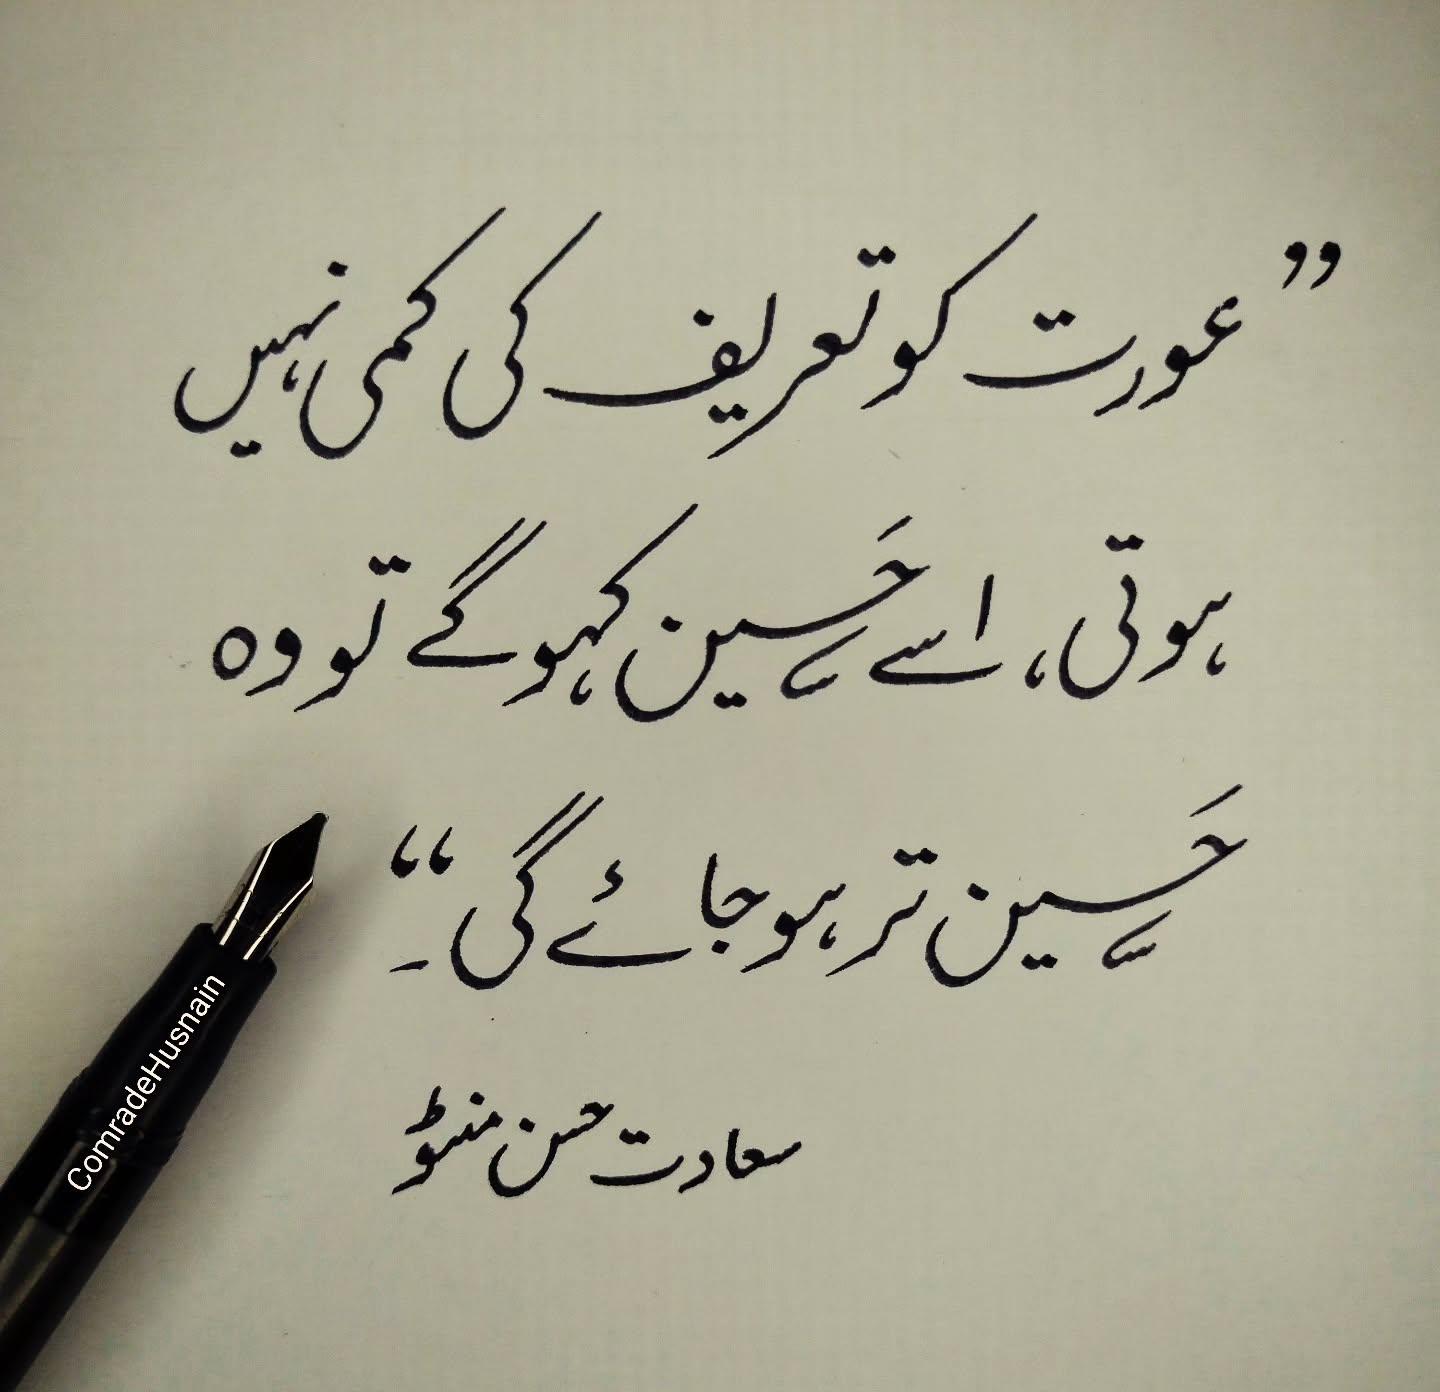 ”عورت کو تعریف کی کمی نہیں
ہوتی، اسے حَسین کہو گے تو وہ
حَسین تر ہو جائے گی“۔
سعادت حسن منٹو
ComradeHusnain